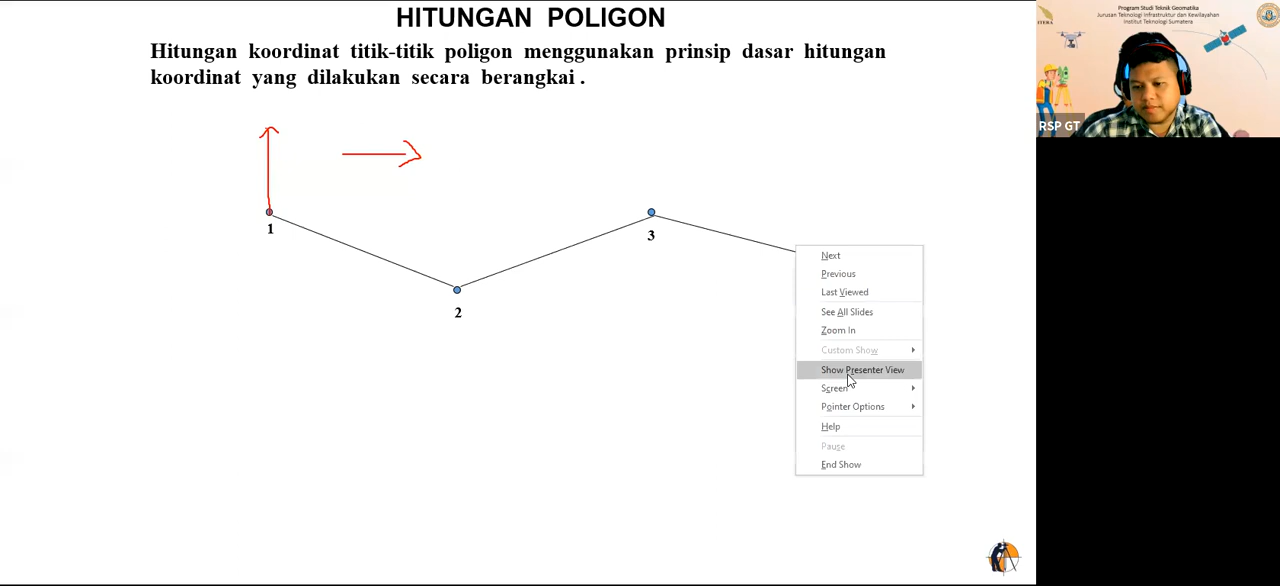 HITUNGAN POLIGON
Hitungan koordinat titik-titik poligon menggunakan prinsip dasar hitungan
koordinat yang dilakukan secara berangkai .
1
2
3
Next
Previous
Last Viewed
See All Slides
Zoom In
Custom Show
Show Presenter View
Screen
Pointer Options
Help
Pause
End Show
Program Studi Teknik Geomatika
Jurusan Teknologi Infrastruktur dan Kewilayahan
Institut Teknologi Sumatera
ITERA
RSP GT